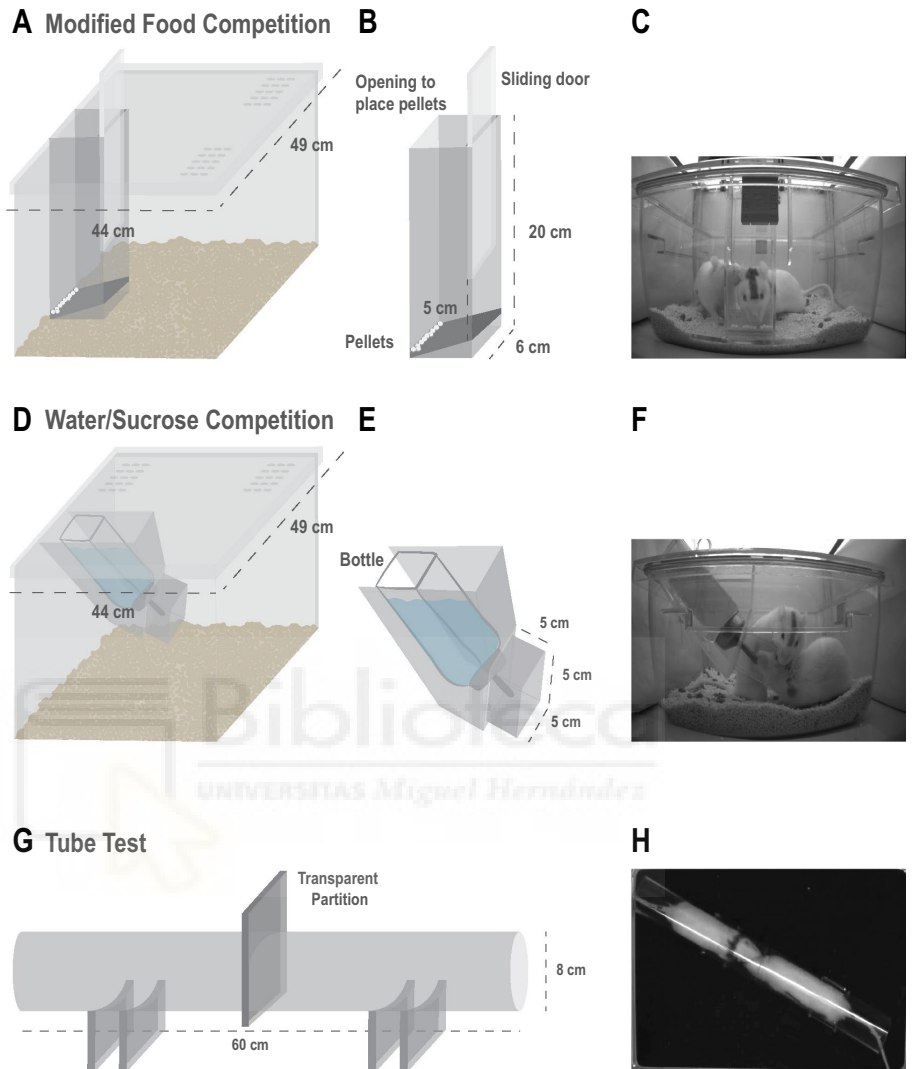 A Modified Food Competition
B
C
Opening to
place pellets
Sliding door
49 cm
44 cm
20 cm
5 cm
Pellets
6 cm
D Water/Sucrose Competition
E
F
49 cm
Bottle
44 cm
5 cm
5 cm
5 cm
Biblioteca
UNIVERSITAS Miguel Hernández
G Tube Test
H
Transparent
Partition
8 cm
60 cm